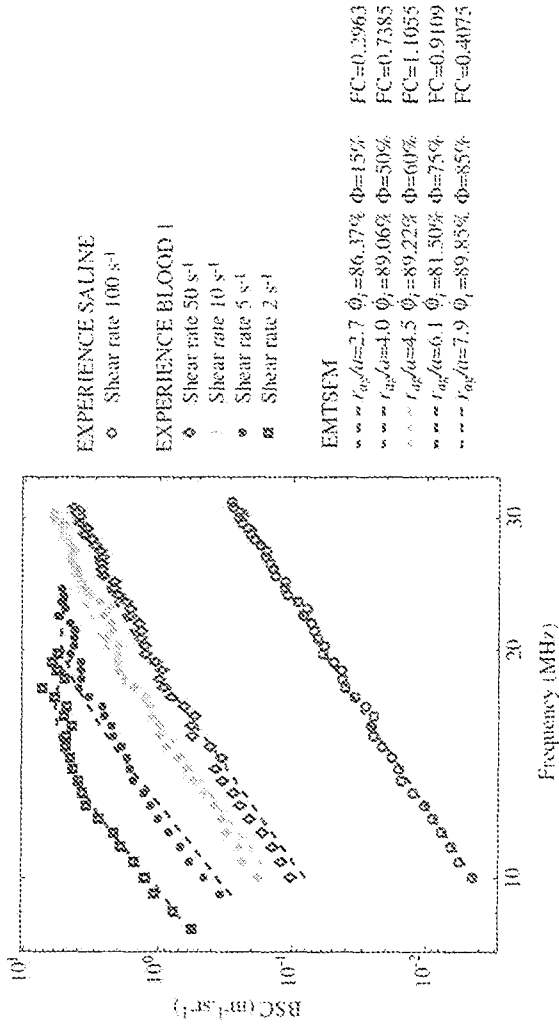 BSC (m⁻¹.sr⁻¹)
10¹
10⁰
10⁻¹
10⁻²
10
20
30
Frequency (MHz)
EXPERIENCE SALINE
Shear rate 100 s⁻¹
EXPERIENCE BLOOD 1
Shear rate 50 s⁻¹
Shear rate 10 s⁻¹
Shear rate 5 s⁻¹
Shear rate 2 s⁻¹
EMTSFM
r_ag/a=2.7 ϕ_i=86.37% Φ=15% FC=0.2963
r_ag/a=4.0 ϕ_i=89.06% Φ=50% FC=0.7385
r_ag/a=4.5 ϕ_i=89.22% Φ=60% FC=1.1055
r_ag/a=6.1 ϕ_i=81.50% Φ=75% FC=0.9109
r_ag/a=7.9 ϕ_i=89.85% Φ=85% FC=0.4075